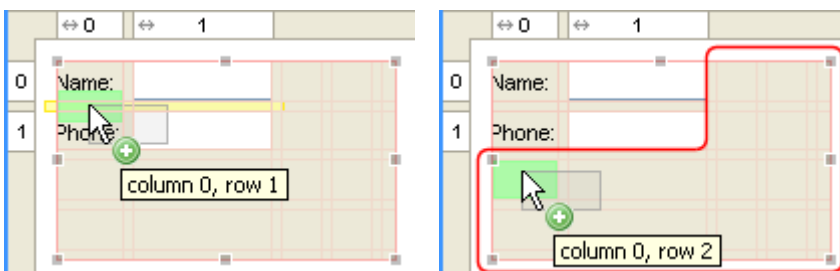 0 1
0 Name:
1 Phone:
column 0, row 1
0 1
0 Name:
1 Phone:
column 0, row 2